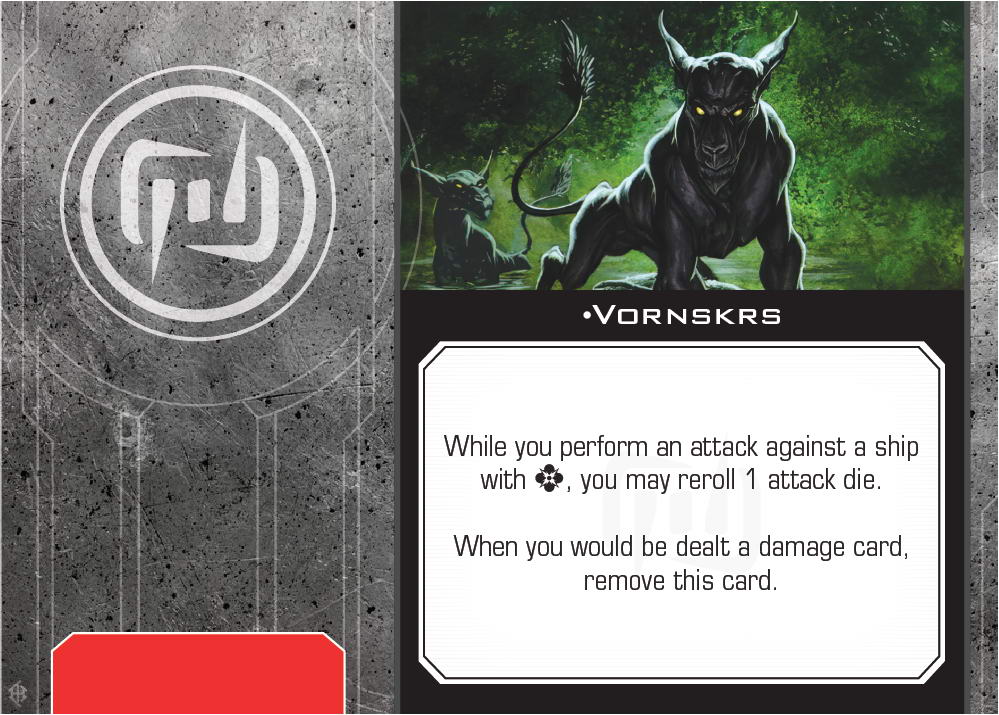 •Vornskrs
While you perform an attack against a ship
with , you may reroll 1 attack die.
When you would be dealt a damage card,
remove this card.